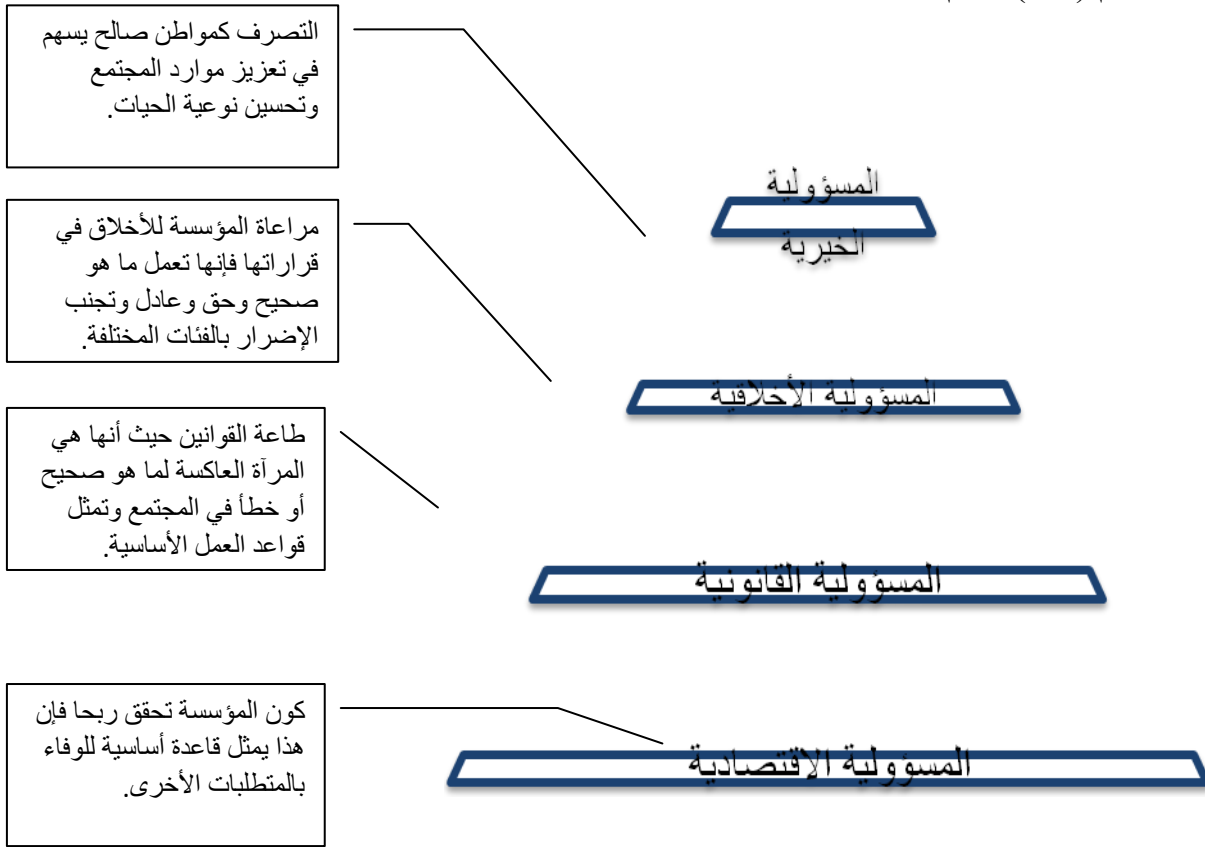 التصرف كمواطن صالح يسهم
في تعزيز موارد المجتمع
وتحسين نوعية الحيات.
المسؤولية
الخيرية
مراعاة المؤسسة للأخلاق في
قراراتها فإنها تعمل ما هو
صحيح وحق وعادل وتجنب
الإضرار بالفئات المختلفة.
المسؤولية الأخلاقية
طاعة القوانين حيث أنها هي
المرآة العاكسة لما هو صحيح
أو خطأ في المجتمع وتمثل
قواعد العمل الأساسية.
المسؤولية القانونية
كون المؤسسة تحقق ربحا فإن
هذا يمثل قاعدة أساسية للوفاء
بالمتطلبات الأخرى.
المسؤولية الاقتصادية